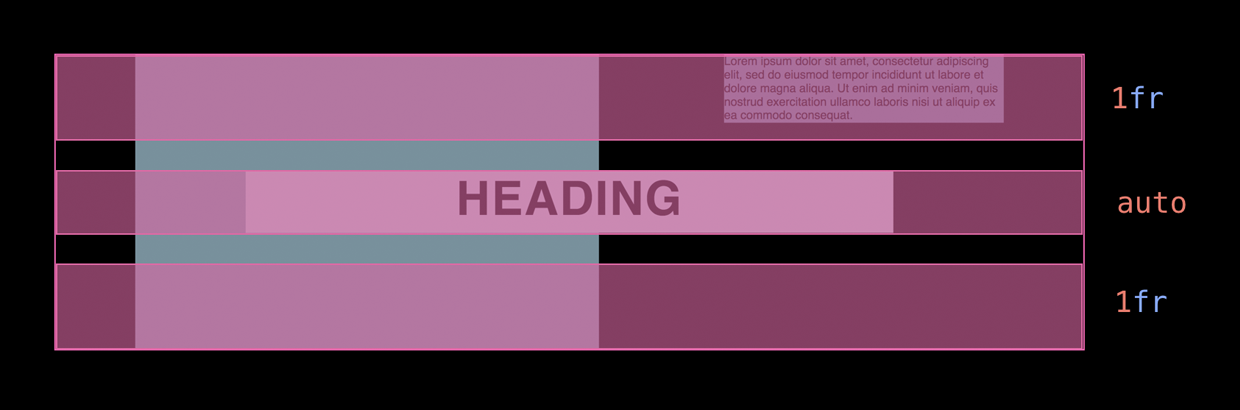 Lorem ipsum dolor sit amet, consectetur adipiscing
elit, sed do eiusmod tempor incididunt ut labore et
dolore magna aliqua. Ut enim ad minim veniam, quis
nostrud exercitation ullamco laboris nisi ut aliquip ex
ea commodo consequat.
1fr
HEADING
auto
1fr